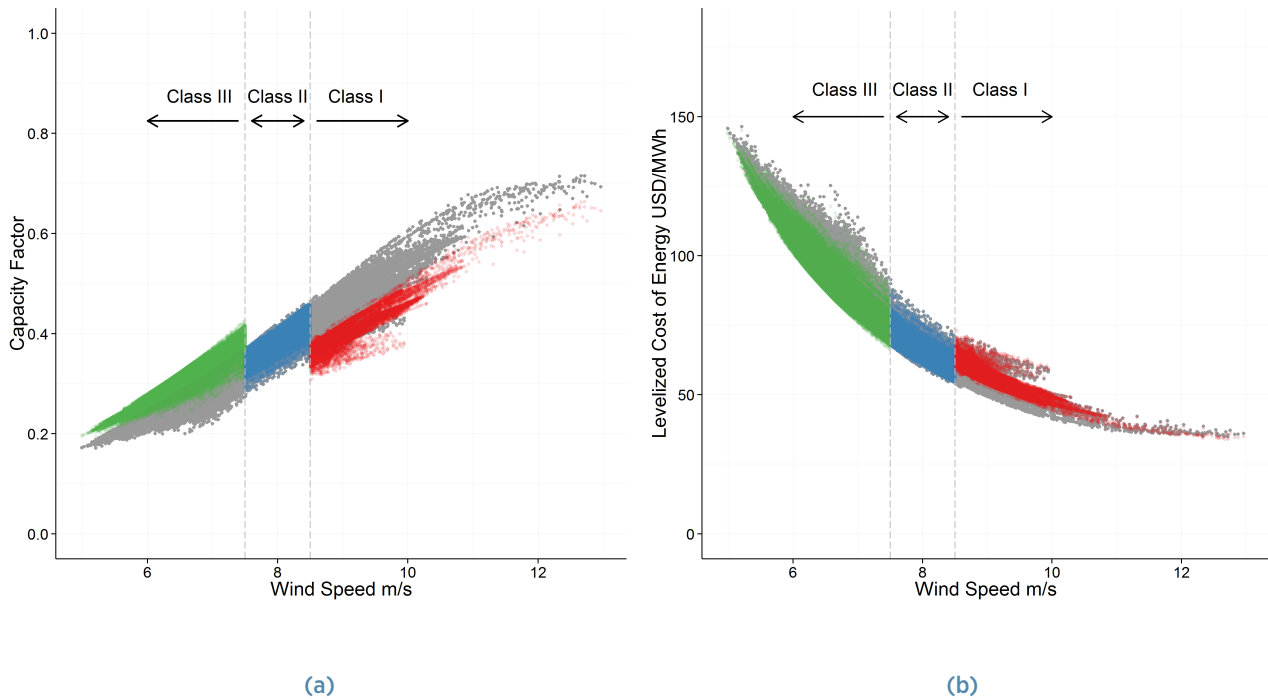 1.0
0.8
0.6
0.4
0.2
0.0
Capacity Factor
Class III Class II Class I
6 8 10 12
Wind Speed m/s
(a)
150
100
50
0
Levelized Cost of Energy USD/MWh
Class III Class II Class I
6 8 10 12
Wind Speed m/s
(b)